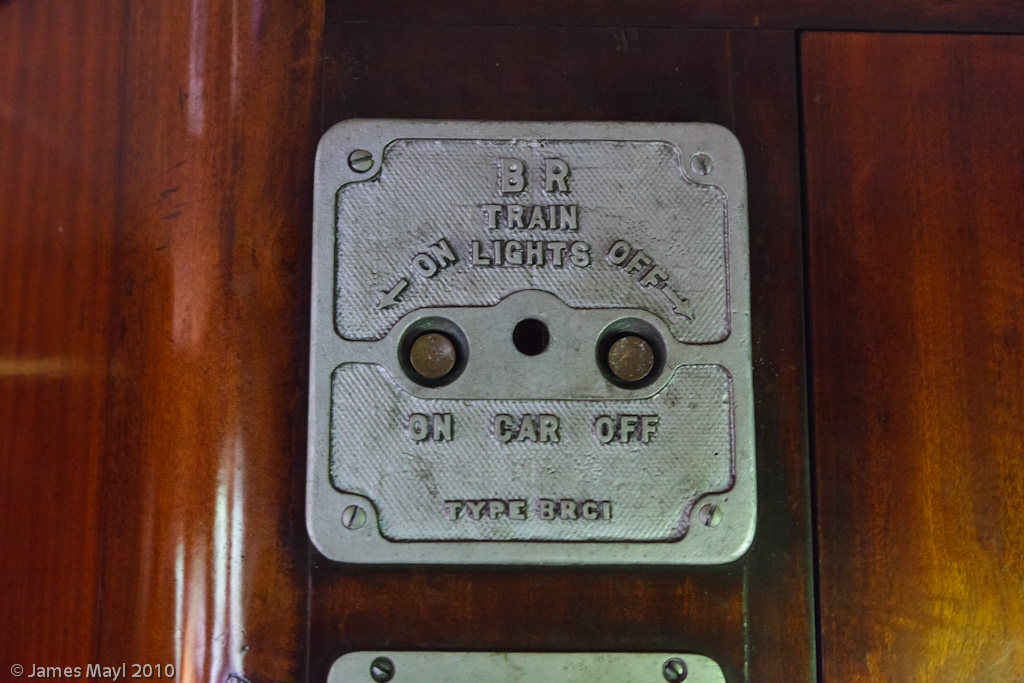 B R
TRAIN
← ON LIGHTS OFF →
ON CAR OFF
TYPE BRC1
© James Mayl 2010